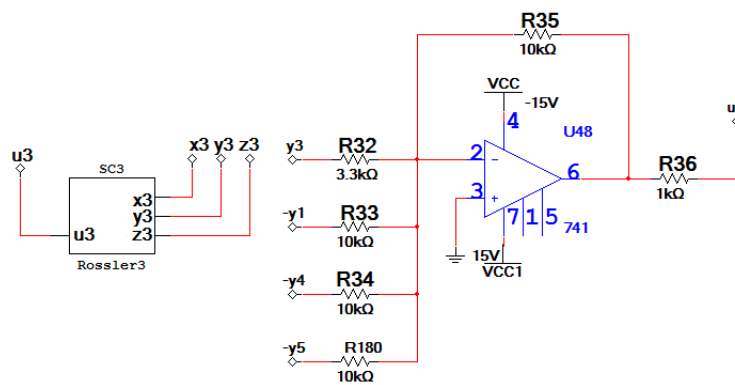 R35
10kΩ
VCC
-15V
4
U48
x3 y3 z3
u3
SC3
y3
R32
3.3kΩ
2
6
R36
1kΩ
u
x3
y3
u3
z3
Rossler3
3
-y1
R33
10kΩ
7 1 5
741
15V
VCC1
-y4
R34
10kΩ
-y5
R180
10kΩ